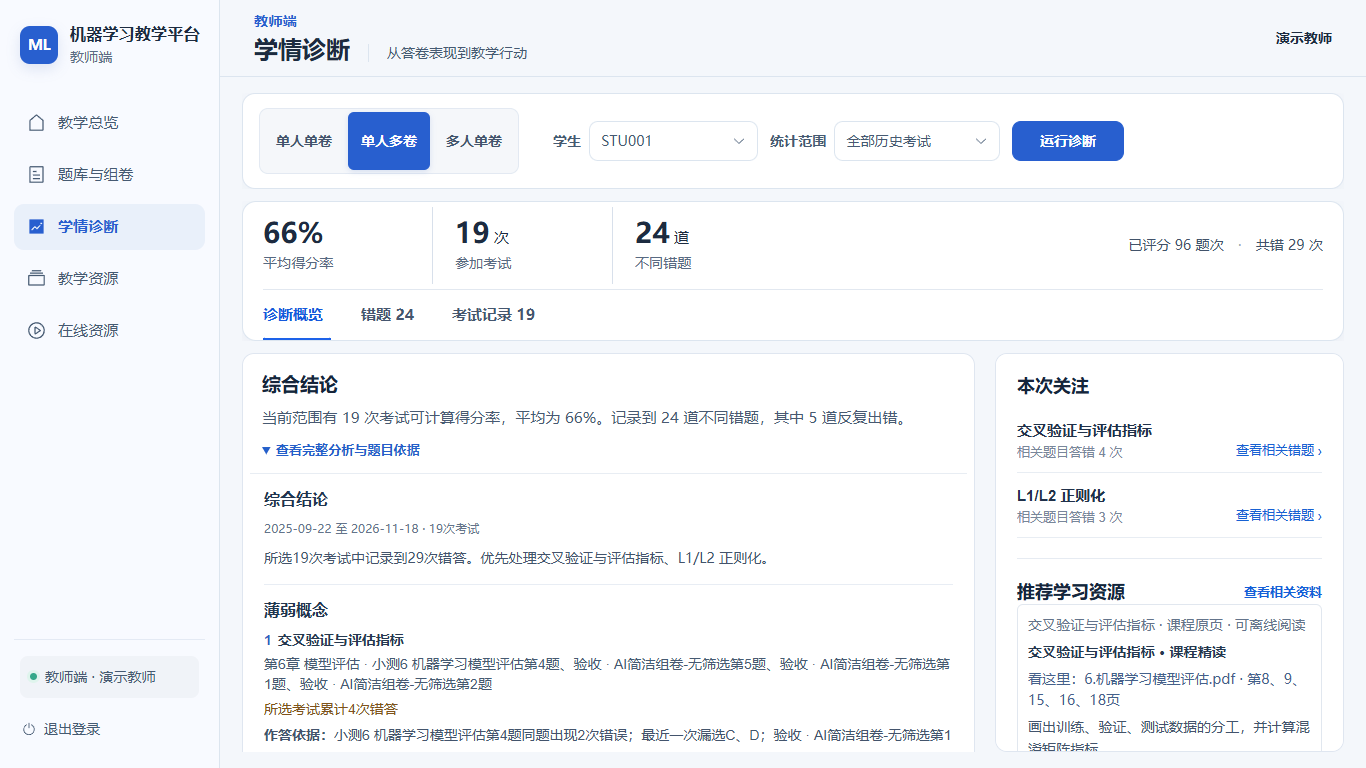 ML
机器学习教学平台
教师端
教学总览
题库与组卷
学情诊断
教学资源
在线资源
教师端 · 演示教师
退出登录
教师端
学情诊断
从答卷表现到教学行动
演示教师
单人单卷
单人多卷
多人单卷
学生
STU001
统计范围
全部历史考试
运行诊断
66%
平均得分率
19 次
参加考试
24 道
不同错题
已评分 96 题次 · 共错 29 次
诊断概览
错题 24
考试记录 19
综合结论
当前范围有 19 次考试可计算得分率，平均为 66%。记录到 24 道不同错题，其中 5 道反复出错。
▼ 查看完整分析与题目依据
综合结论
2025-09-22 至 2026-11-18 · 19次考试
所选19次考试中记录到29次错答。优先处理交叉验证与评估指标、L1/L2 正则化。
薄弱概念
1 交叉验证与评估指标
第6章 模型评估 · 小测6 机器学习模型评估第4题、验收 · AI简洁组卷-无筛选第5题、验收 · AI简洁组卷-无筛选第
1题、验收 · AI简洁组卷-无筛选第2题
所选考试累计4次错答
作答依据：小测6 机器学习模型评估第4题同题出现2次错误；最近一次漏选C、D；验收 · AI简洁组卷-无筛选第1
本次关注
交叉验证与评估指标
相关题目答错 4 次
查看相关错题 ›
L1/L2 正则化
相关题目答错 3 次
查看相关错题 ›
推荐学习资源
查看相关资料
交叉验证与评估指标 · 课程原页 · 可离线阅读
交叉验证与评估指标 • 课程精读
看这里：6.机器学习模型评估.pdf · 第8、9、
15、16、18页
画出训练、验证、测试数据的分工，并计算混
淆矩阵指标